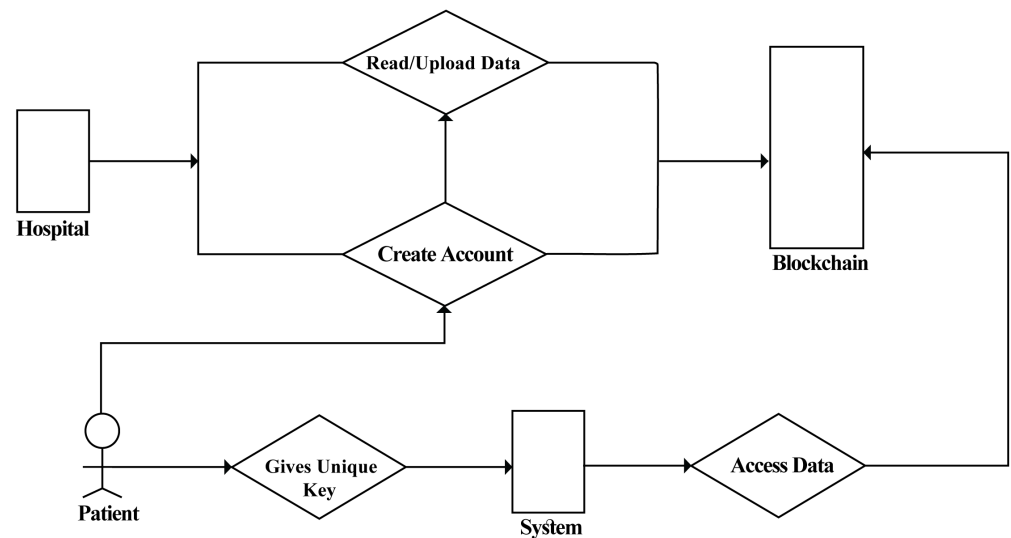 Read/Upload Data
Hospital
Create Account
Blockchain
Gives Unique
Key
Access Data
Patient
System